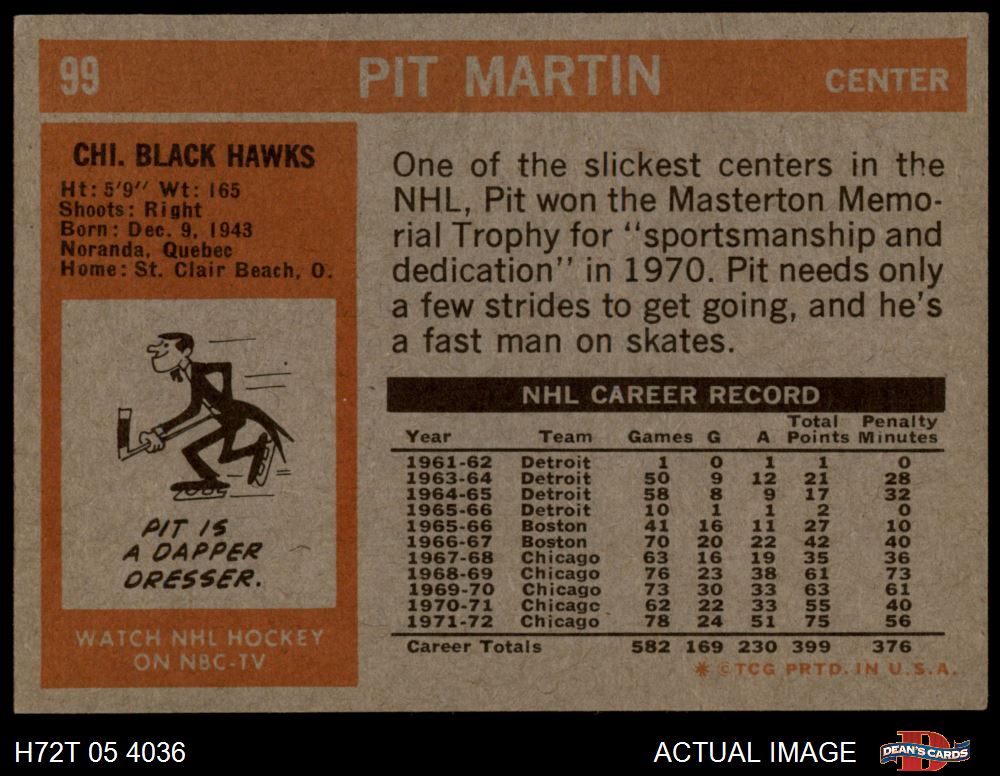 99 PIT MARTIN CENTER
CHI. BLACK HAWKS
Ht: 5'9" Wt: 165
Shoots: Right
Born: Dec. 9, 1943
Noranda, Quebec
Home: St. Clair Beach, O.
PIT IS
A DAPPER
DRESSER.
WATCH NHL HOCKEY
ON NBC-TV
One of the slickest centers in the
NHL, Pit won the Masterton Memo-
rial Trophy for "sportsmanship and
dedication" in 1970. Pit needs only
a few strides to get going, and he's
a fast man on skates.
NHL CAREER RECORD
Total Penalty
Year Team Games G A Points Minutes
1961-62 Detroit 1 0 1 1 0
1963-64 Detroit 50 9 12 21 28
1964-65 Detroit 58 8 9 17 32
1965-66 Detroit 10 1 1 2 0
1965-66 Boston 41 16 11 27 10
1966-67 Boston 70 20 22 42 40
1967-68 Chicago 63 16 19 35 36
1968-69 Chicago 76 23 38 61 73
1969-70 Chicago 73 30 33 63 61
1970-71 Chicago 62 22 33 55 40
1971-72 Chicago 78 24 51 75 56
Career Totals 582 169 230 399 376
* ©TCG PRTD. IN U.S.A.
H72T 05 4036 ACTUAL IMAGE DEAN'S CARDS